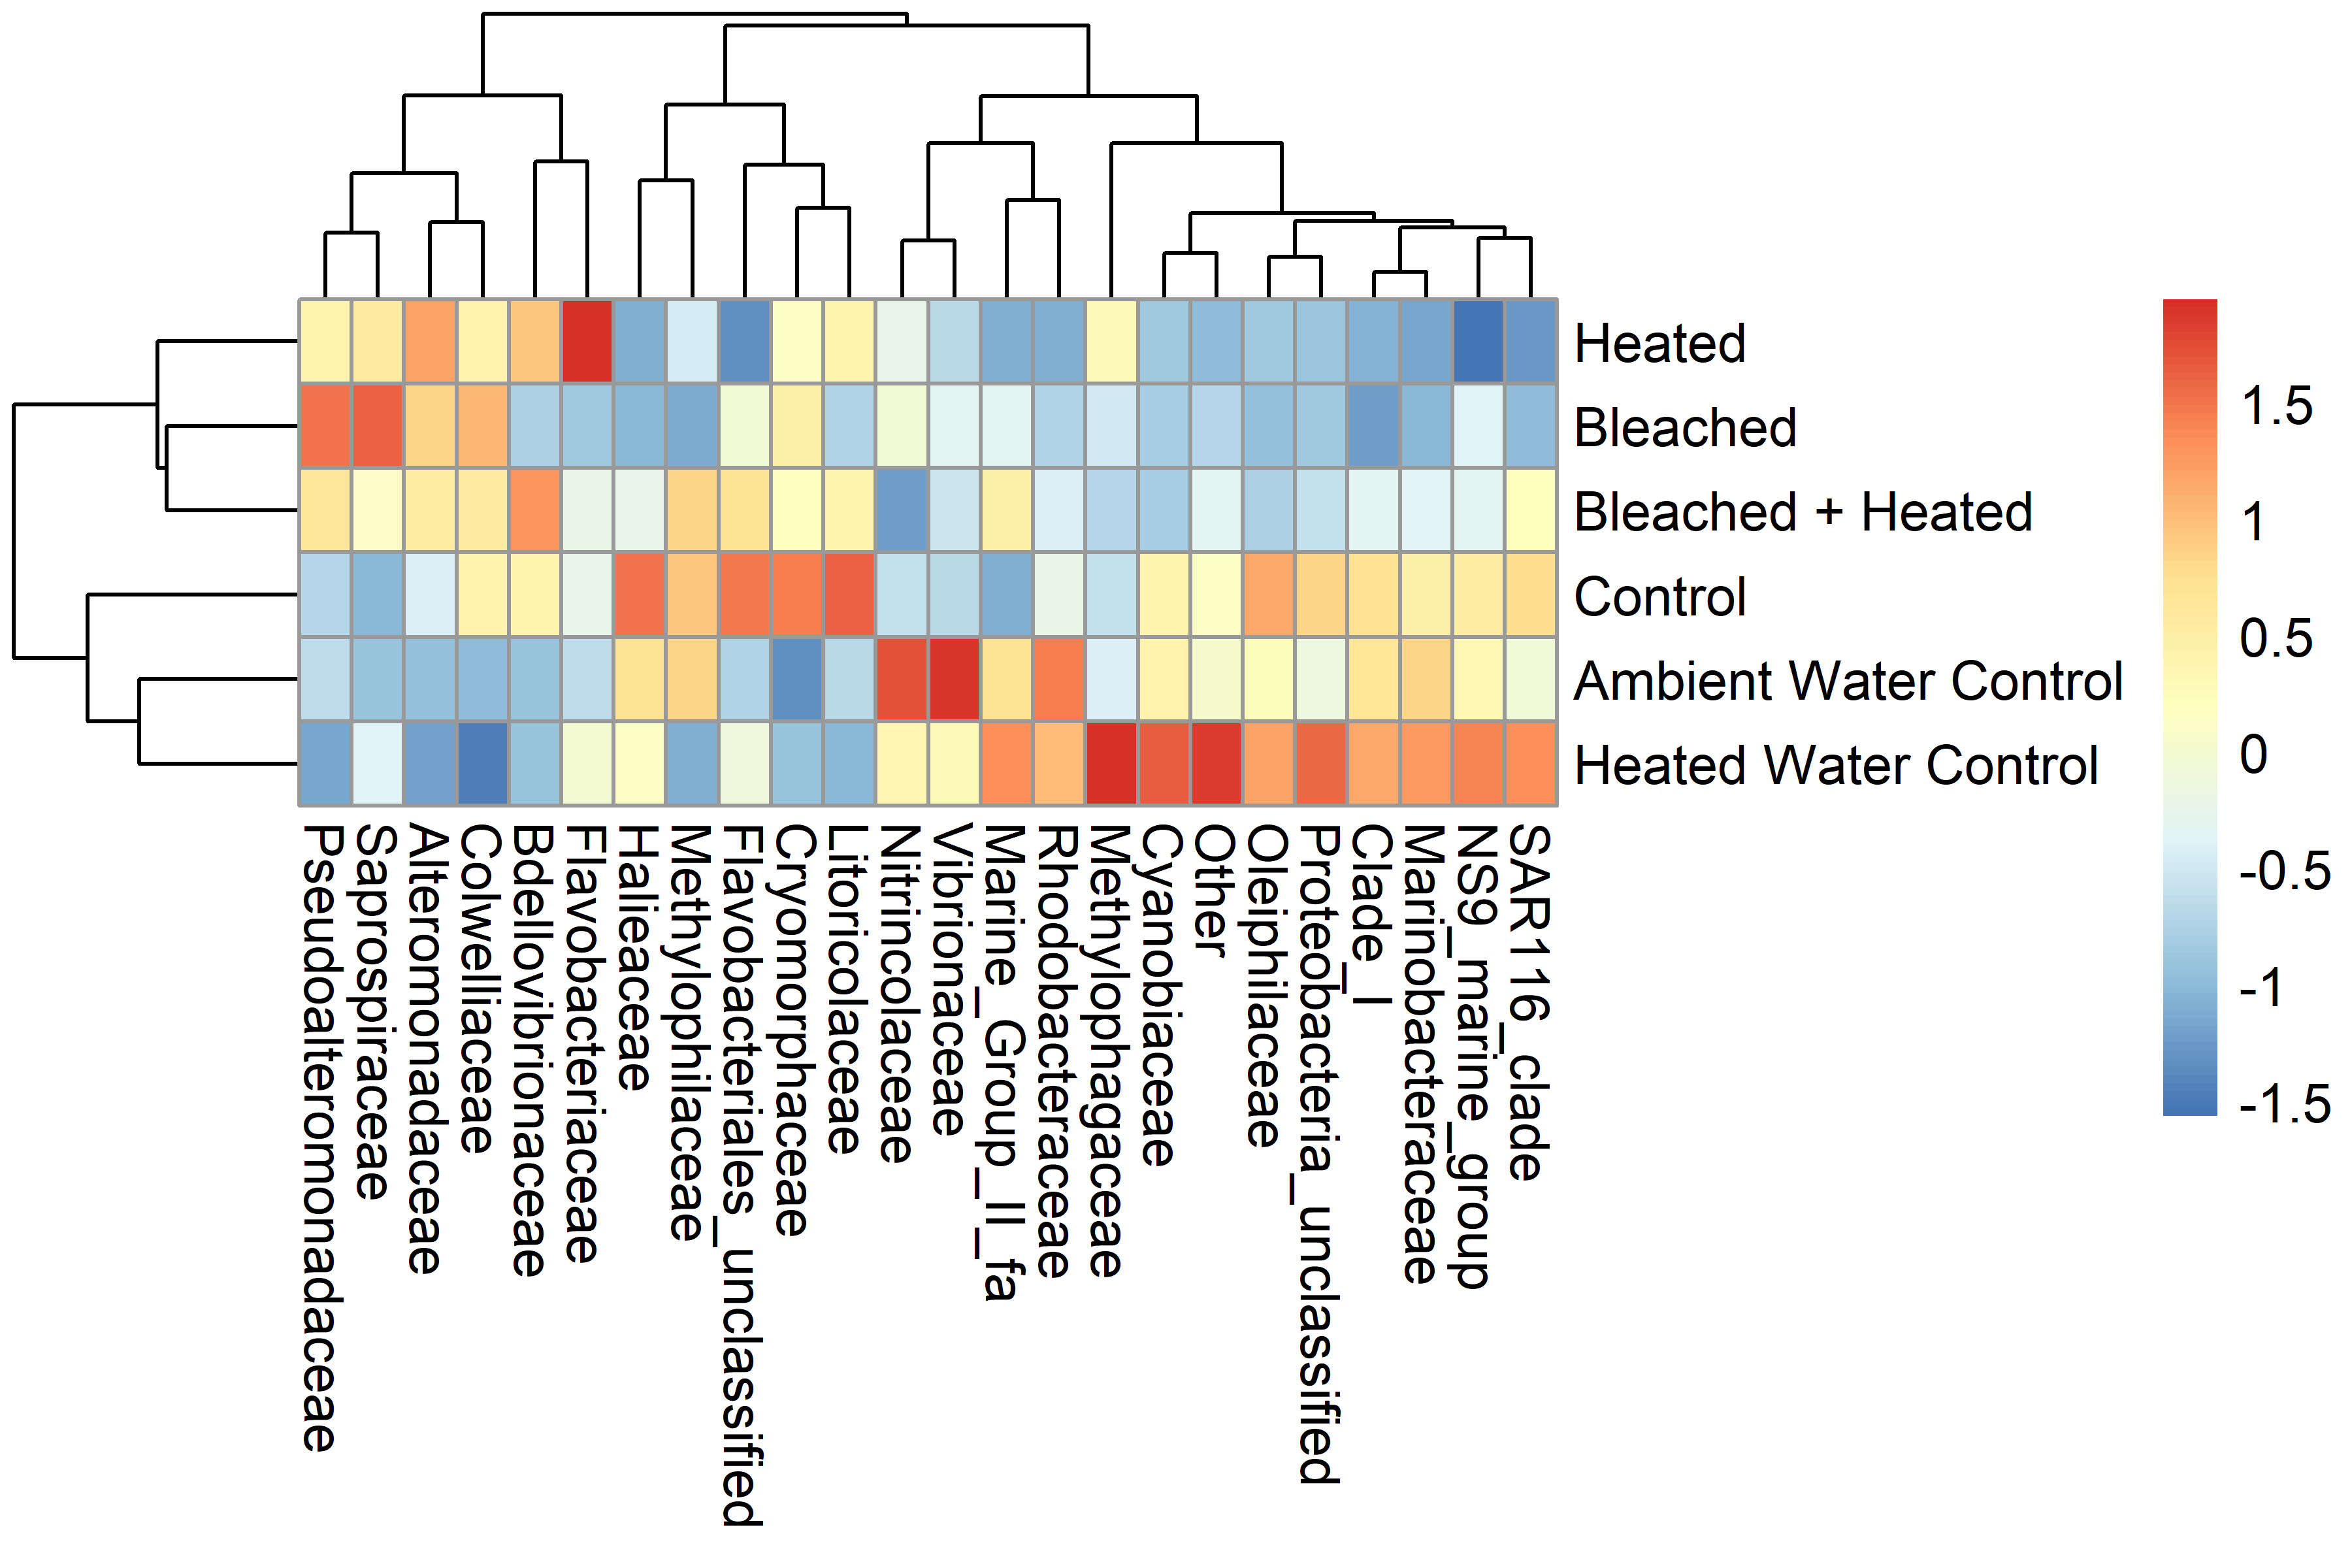 Heated
Bleached
Bleached + Heated
Control
Ambient Water Control
Heated Water Control
1.5
1
0.5
0
-0.5
-1
-1.5
Pseudoalteromonadaceae
Saprospiraceae
Alteromonadaceae
Colwelliaceae
Bdellovibrionaceae
Flavobacteriaceae
Halieaceae
Methylophilaceae
Flavobacteriales_unclassified
Cryomorphaceae
Litoricolaceae
Nitrincolaceae
Vibrionaceae
Marine_Group_II_fa
Rhodobacteraceae
Methylophagaceae
Cyanobiaceae
Other
Oleiphilaceae
Proteobacteria_unclassified
Clade_I
Marinobacteraceae
NS9_marine_group
SAR116_clade